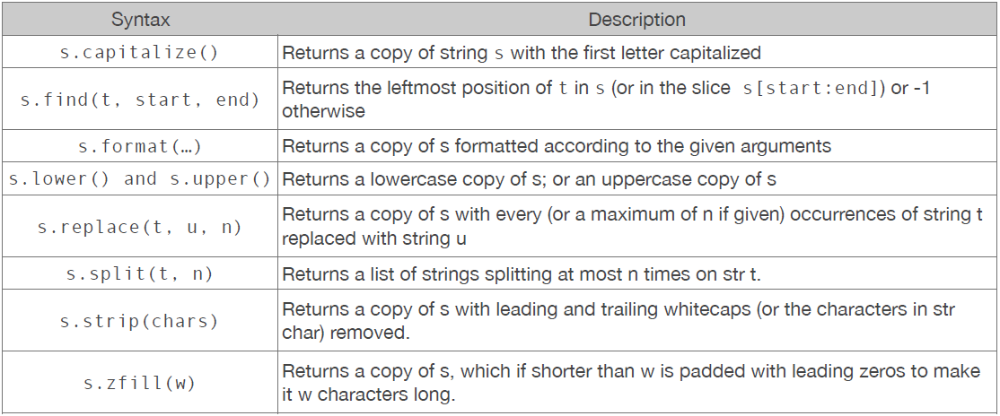 Syntax Description
s.capitalize() Returns a copy of string s with the first letter capitalized
s.find(t, start, end) Returns the leftmost position of t in s (or in the slice s[start:end]) or -1
otherwise
s.format(…) Returns a copy of s formatted according to the given arguments
s.lower() and s.upper() Returns a lowercase copy of s; or an uppercase copy of s
s.replace(t, u, n) Returns a copy of s with every (or a maximum of n if given) occurrences of string t
replaced with string u
s.split(t, n) Returns a list of strings splitting at most n times on str t.
s.strip(chars) Returns a copy of s with leading and trailing whitecaps (or the characters in str
char) removed.
s.zfill(w) Returns a copy of s, which if shorter than w is padded with leading zeros to make
it w characters long.